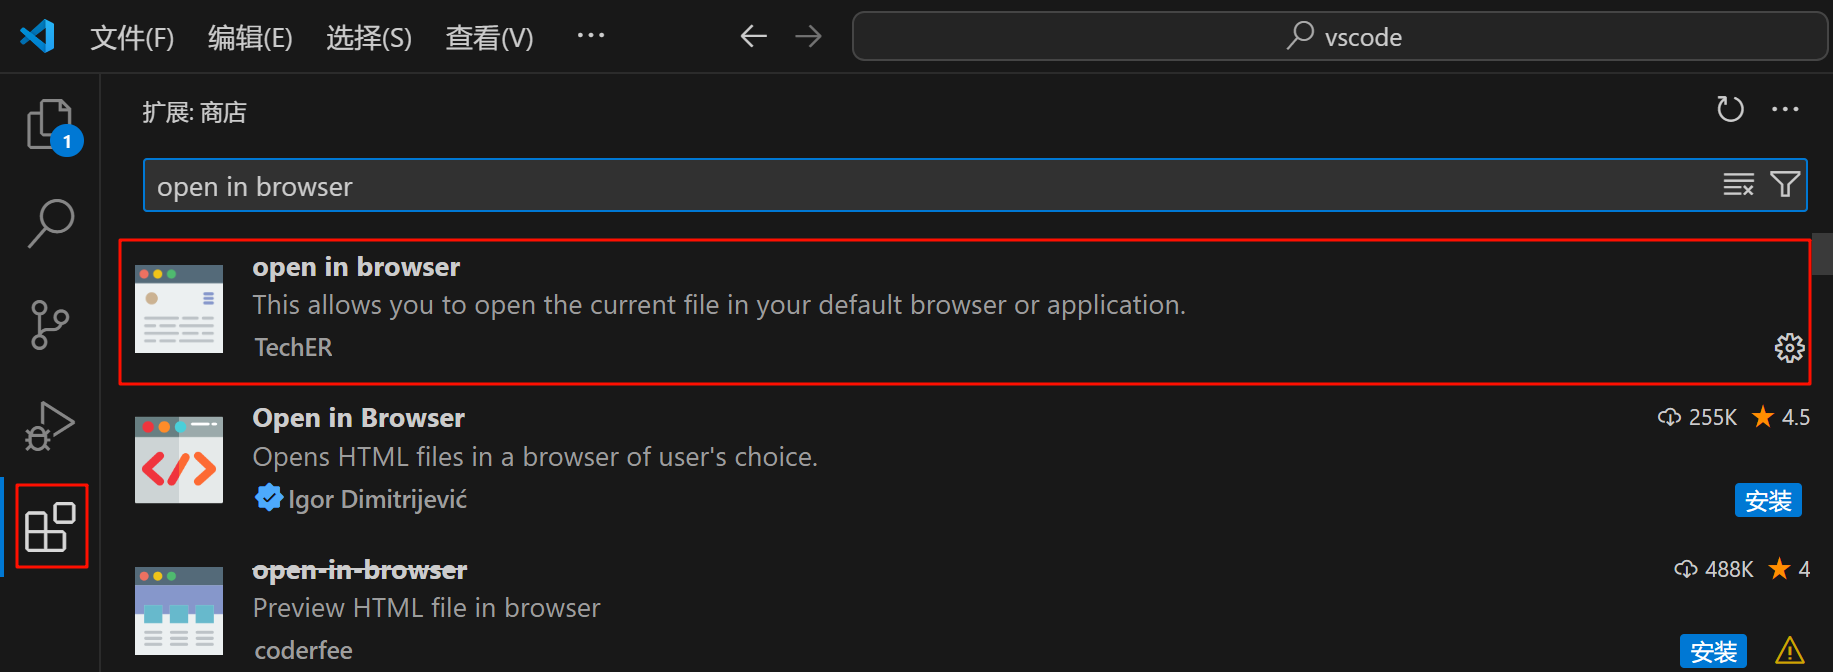 文件(F) 编辑(E) 选择(S) 查看(V) ··· vscode
扩展: 商店
1
open in browser
open in browser
This allows you to open the current file in your default browser or application.
TechER
Open in Browser 255K 4.5
Opens HTML files in a browser of user's choice.
Igor Dimitrijević 安装
open-in-browser 488K 4
Preview HTML file in browser
coderfee 安装